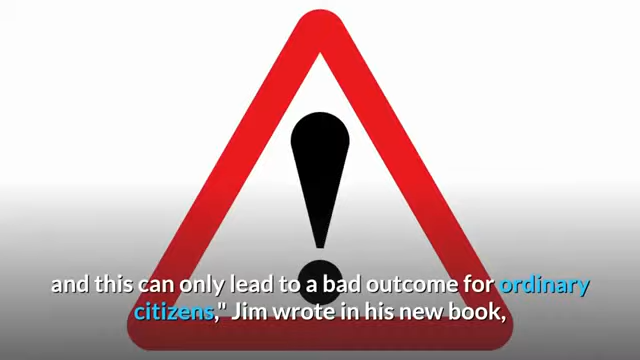 and this can only lead to a bad outcome for ordinary
citizens," Jim wrote in his new book,